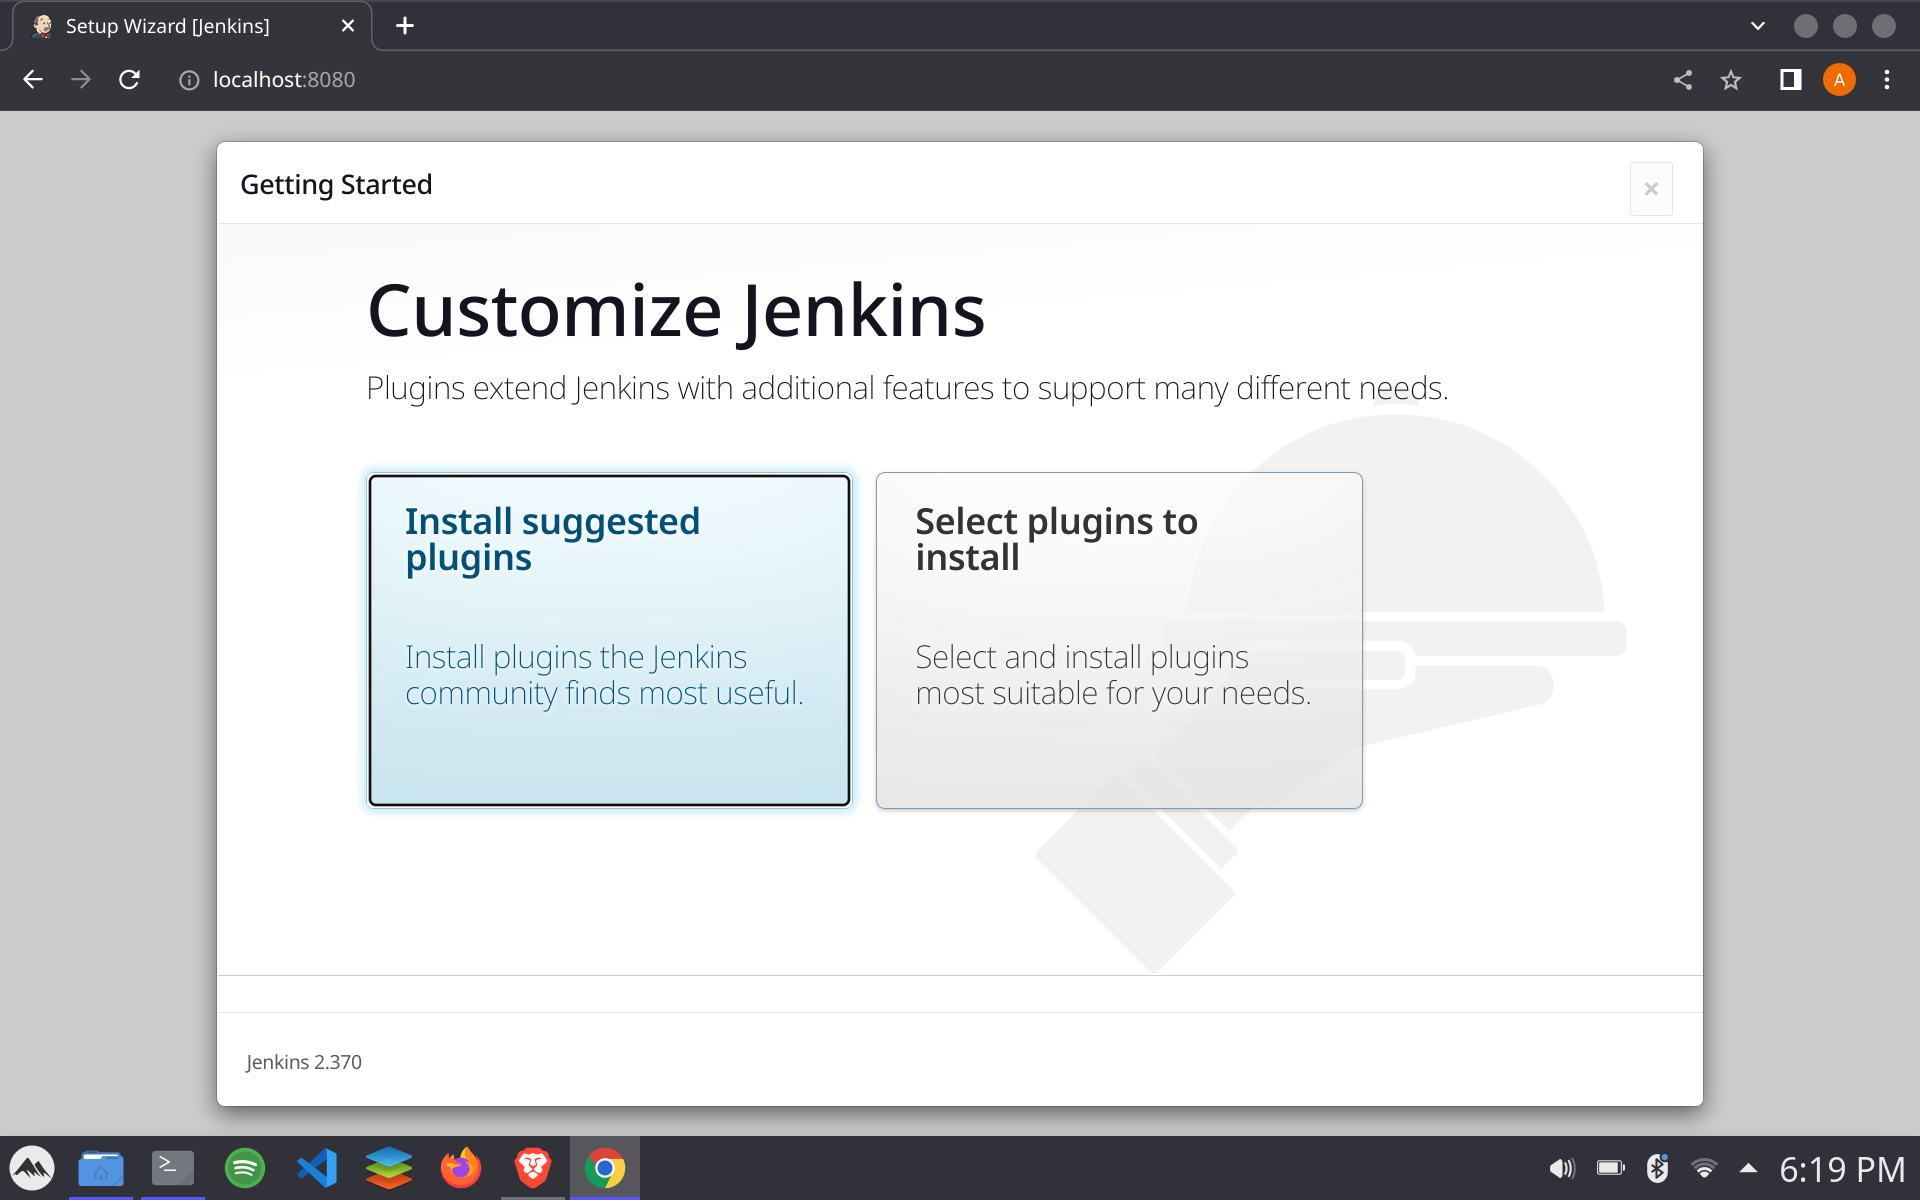 Setup Wizard [Jenkins]
localhost:8080
A
Getting Started
Customize Jenkins
Plugins extend Jenkins with additional features to support many different needs.
Install suggested
plugins
Install plugins the Jenkins
community finds most useful.
Select plugins to
install
Select and install plugins
most suitable for your needs.
Jenkins 2.370
6:19 PM